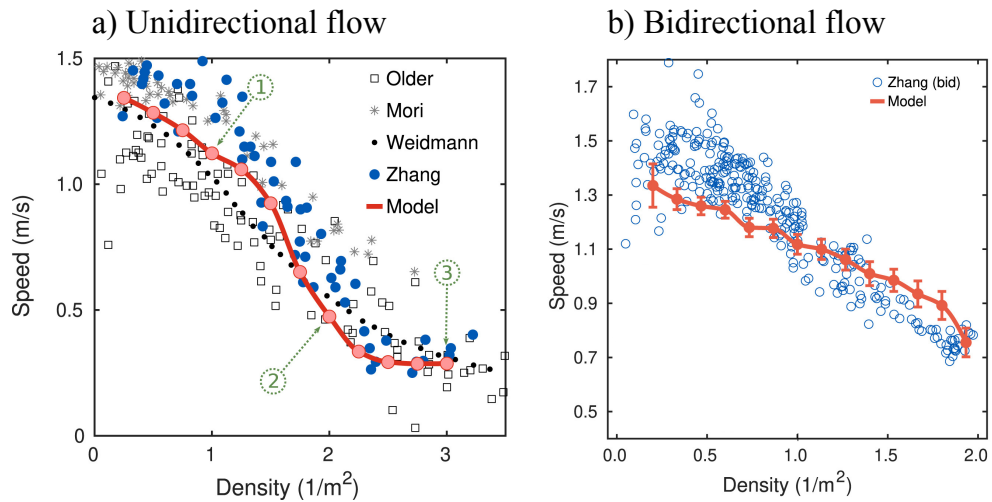 a) Unidirectional flow
1.5
1.0
0.5
0
0
1
2
3
Speed (m/s)
Density (1/m²)
Older
Mori
Weidmann
Zhang
Model
1
2
3
b) Bidirectional flow
1.7
1.5
1.3
1.1
0.9
0.7
0.5
0.0
0.5
1.0
1.5
2.0
Speed (m/s)
Density (1/m²)
Zhang (bid)
Model